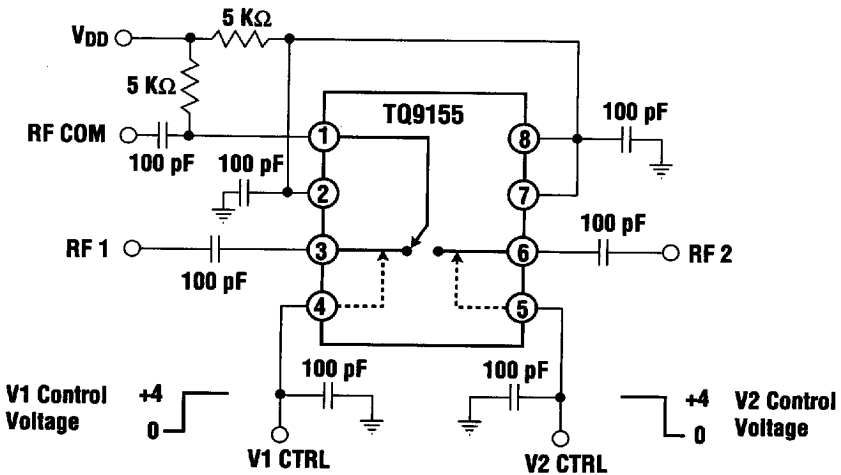 5 KΩ
VDD
5 KΩ
TQ9155
100 pF
RF COM
1
8
100 pF
100 pF
2
7
100 pF
RF 1
3
6
RF 2
100 pF
4
5
100 pF
100 pF
V1 Control
Voltage
+4
0
+4
0
V2 Control
Voltage
V1 CTRL
V2 CTRL